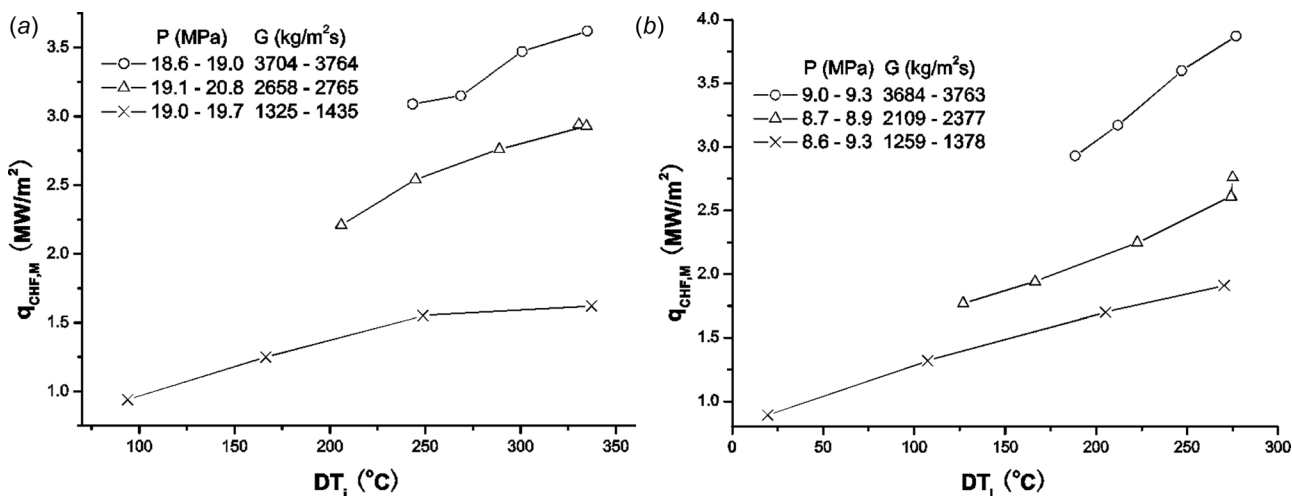 (a)
P (MPa) G (kg/m²s)
18.6 - 19.0 3704 - 3764
19.1 - 20.8 2658 - 2765
19.0 - 19.7 1325 - 1435
3.5
3.0
2.5
2.0
1.5
1.0
q_CHF,M (MW/m²)
100 150 200 250 300 350
DT_i (°C)
(b)
P (MPa) G (kg/m²s)
9.0 - 9.3 3684 - 3763
8.7 - 8.9 2109 - 2377
8.6 - 9.3 1259 - 1378
4.0
3.5
3.0
2.5
2.0
1.5
1.0
q_CHF,M (MW/m²)
0 50 100 150 200 250 300
DT_I (°C)